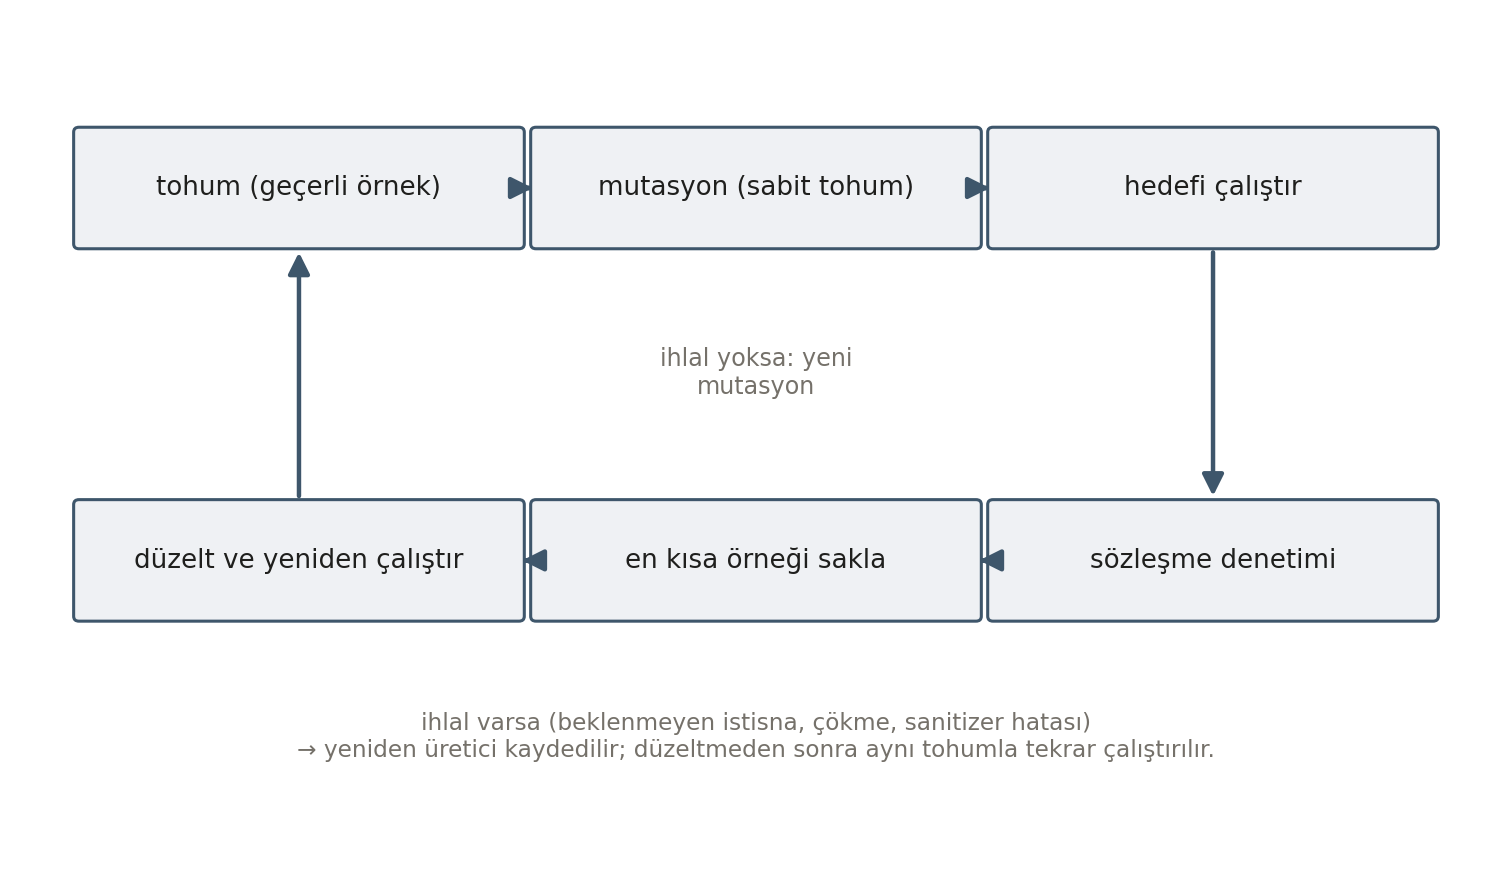 tohum (geçerli örnek)
mutasyon (sabit tohum)
hedefi çalıştır
ihlal yoksa: yeni
mutasyon
düzelt ve yeniden çalıştır
en kısa örneği sakla
sözleşme denetimi
ihlal varsa (beklenmeyen istisna, çökme, sanitizer hatası)
→ yeniden üretici kaydedilir; düzeltmeden sonra aynı tohumla tekrar çalıştırılır.